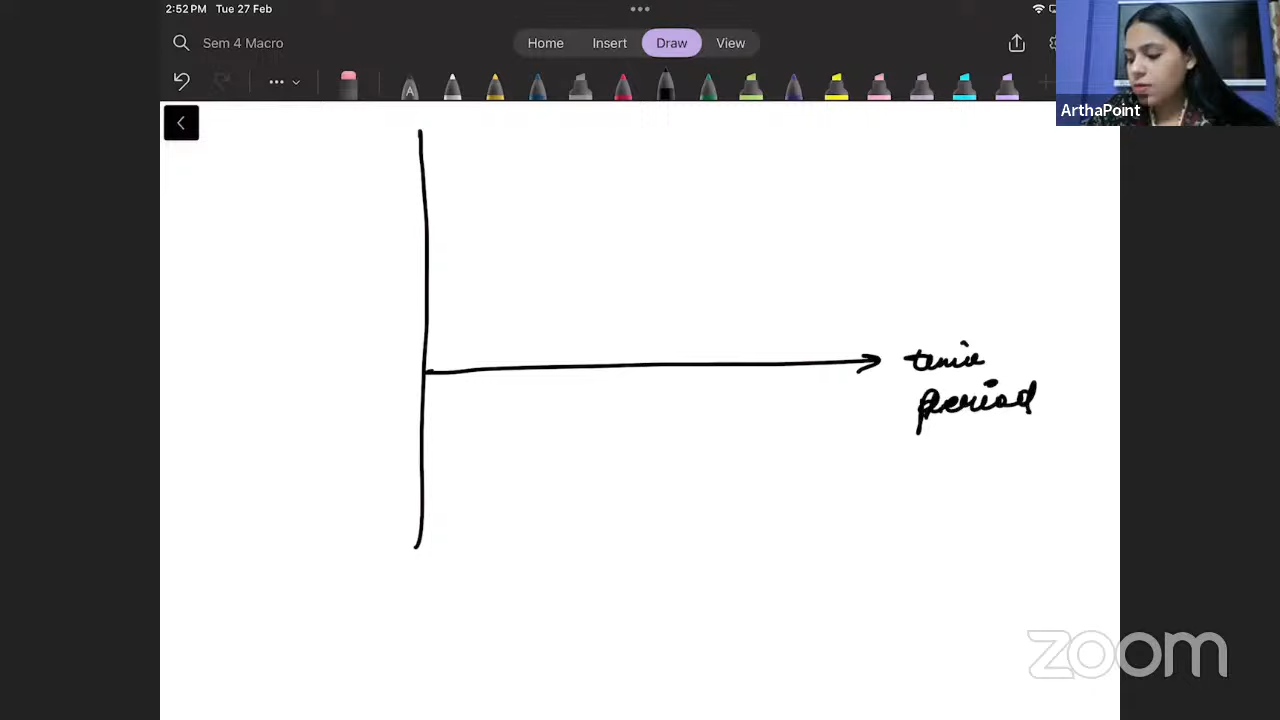 2:52 PM Tue 27 Feb
Sem 4 Macro
Home Insert Draw View
A
ArthaPoint
time
period
zoom